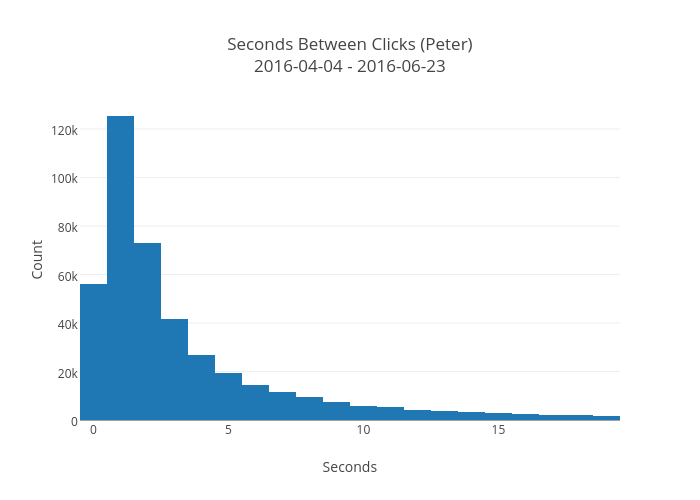 Seconds Between Clicks (Peter)
2016-04-04 - 2016-06-23
120k
100k
80k
60k
40k
20k
0
Count
0 5 10 15
Seconds